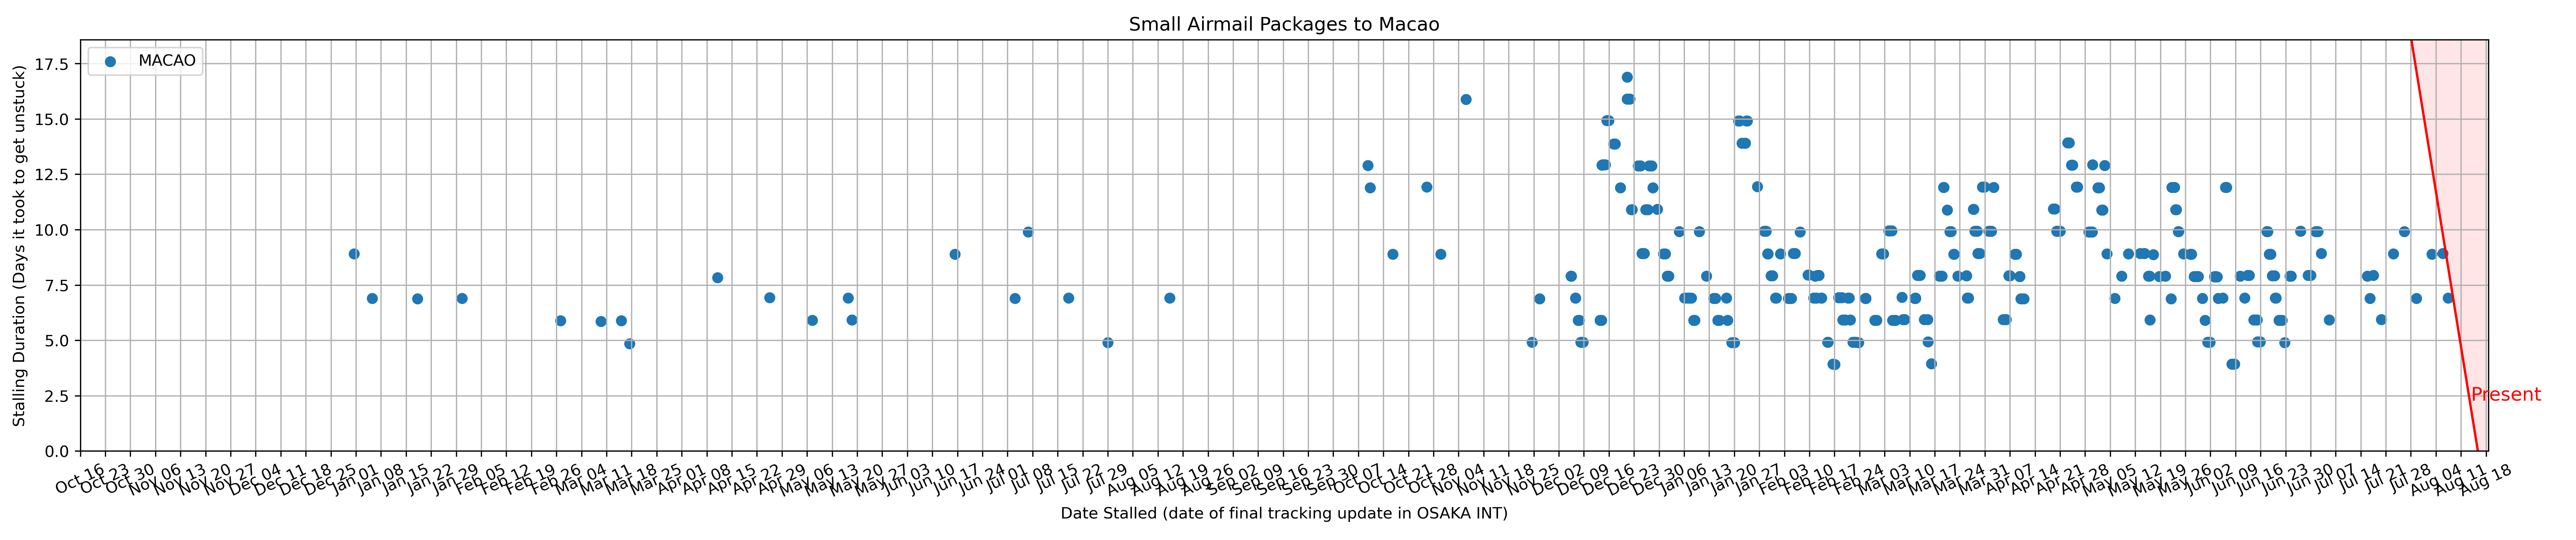 Small Airmail Packages to Macao
MACAO
Stalling Duration (Days it took to get unstuck)
17.5
15.0
12.5
10.0
7.5
5.0
2.5
0.0
Present
Oct 16 Oct 23 Oct 30 Nov 06 Nov 13 Nov 20 Nov 27 Dec 04 Dec 11 Dec 18 Dec 25 Jan 01 Jan 08 Jan 15 Jan 22 Jan 29 Feb 05 Feb 12 Feb 19 Feb 26 Mar 04 Mar 11 Mar 18 Mar 25 Apr 01 Apr 08 Apr 15 Apr 22 Apr 29 May 06 May 13 May 20 May 27 Jun 03 Jun 10 Jun 17 Jun 24 Jul 01 Jul 08 Jul 15 Jul 22 Jul 29 Aug 05 Aug 12 Aug 19 Aug 26 Sep 02 Sep 09 Sep 16 Sep 23 Sep 30 Oct 07 Oct 14 Oct 21 Oct 28 Nov 04 Nov 11 Nov 18 Nov 25 Dec 02 Dec 09 Dec 16 Dec 23 Dec 30 Jan 06 Jan 13 Jan 20 Jan 27 Feb 03 Feb 10 Feb 17 Feb 24 Mar 03 Mar 10 Mar 17 Mar 24 Mar 31 Apr 07 Apr 14 Apr 21 Apr 28 May 05 May 12 May 19 May 26 Jun 02 Jun 09 Jun 16 Jun 23 Jun 30 Jul 07 Jul 14 Jul 21 Jul 28 Aug 04 Aug 11 Aug 18
Date Stalled (date of final tracking update in OSAKA INT)